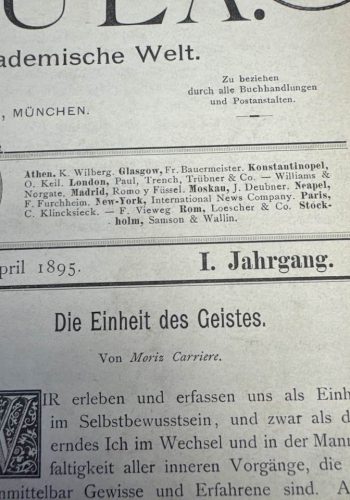 ULA.
ademische Welt.
Zu beziehen
durch alle Buchhandlungen
und Postanstalten.
, MÜNCHEN.
Athen. K. Wilberg. Glasgow, Fr. Bauermeister. Konstantinopel,
O. Keil. London, Paul, Trench, Trübner & Co. — Williams &
Norgate. Madrid, Romo y Füssel. Moskau, J. Deubner. Neapel,
F. Furchheim. New-York, International News Company. Paris,
C. Klincksieck. — F. Vieweg. Rom, Loescher & Co. Stock-
holm, Samson & Wallin.
April 1895.
I. Jahrgang.
Die Einheit des Geistes.
Von Moriz Carriere.
WIR erleben und erfassen uns als Einh
im Selbstbewusstsein, und zwar als d
erndes Ich im Wechsel und in der Mann
faltigkeit aller inneren Vorgänge, die
nmittelbar Gewisse und Erfahrene sind. A